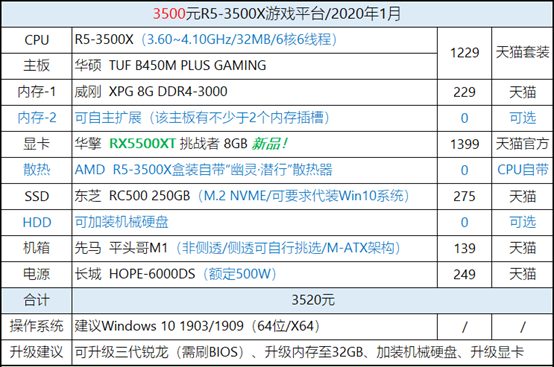 3500元R5-3500X游戏平台/2020年1月
CPU R5-3500X（3.60~4.10GHz/32MB/6核6线程） 1229 天猫套装
主板 华硕 TUF B450M PLUS GAMING
内存-1 威刚 XPG 8G DDR4-3000 229 天猫
内存-2 可自主扩展（该主板有不少于2个内存插槽） 0 可选
显卡 华擎 RX5500XT 挑战者 8GB 新品！ 1399 天猫官方
散热 AMD R5-3500X盒装自带“幽灵·潜行”散热器 0 CPU自带
SSD 东芝 RC500 250GB（M.2 NVME/可要求代装Win10系统） 275 天猫
HDD 可加装机械硬盘 0 可选
机箱 先马 平头哥M1（非侧透/侧透可自行挑选/M-ATX架构） 139 天猫
电源 长城 HOPE-6000DS（额定500W） 249 天猫
合计 3520元
操作系统 建议Windows 10 1903/1909（64位/X64） / /
升级建议 可升级三代锐龙（需刷BIOS）、升级内存至32GB、加装机械硬盘、升级显卡